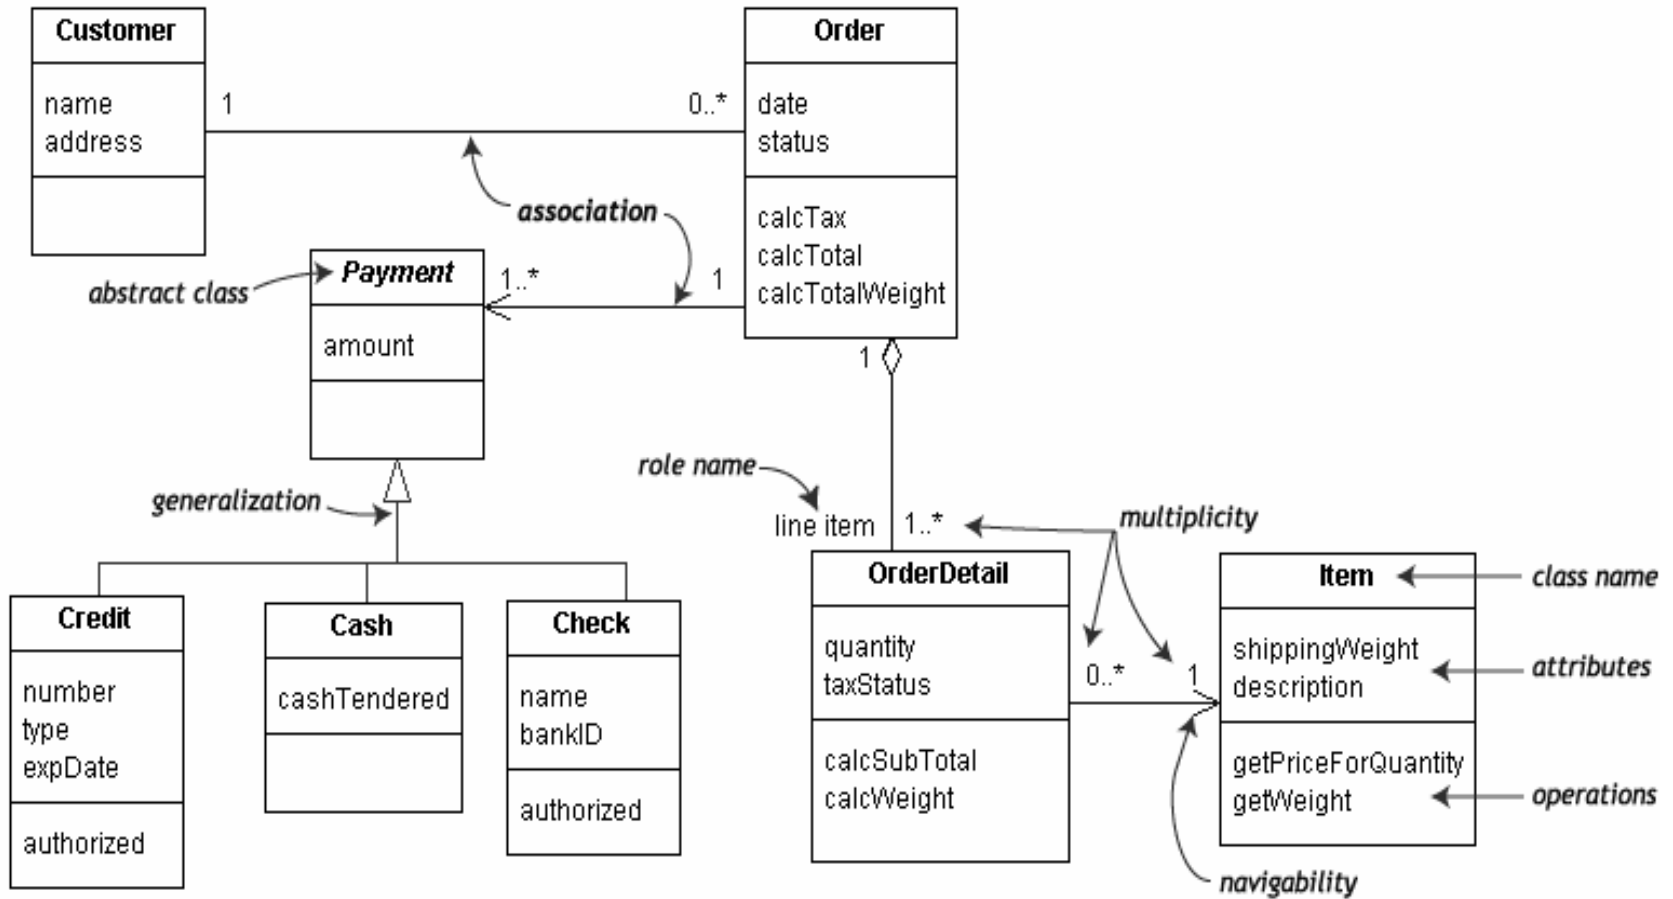 Customer
name
address
1
0..*
Order
date
status
calcTax
calcTotal
calcTotalWeight
association
abstract class
Payment
amount
1..*
1
1
generalization
role name
line item
1..*
multiplicity
Credit
number
type
expDate
authorized
Cash
cashTendered
Check
name
bankID
authorized
OrderDetail
quantity
taxStatus
calcSubTotal
calcWeight
0..*
1
Item
shippingWeight
description
getPriceForQuantity
getWeight
class name
attributes
operations
navigability